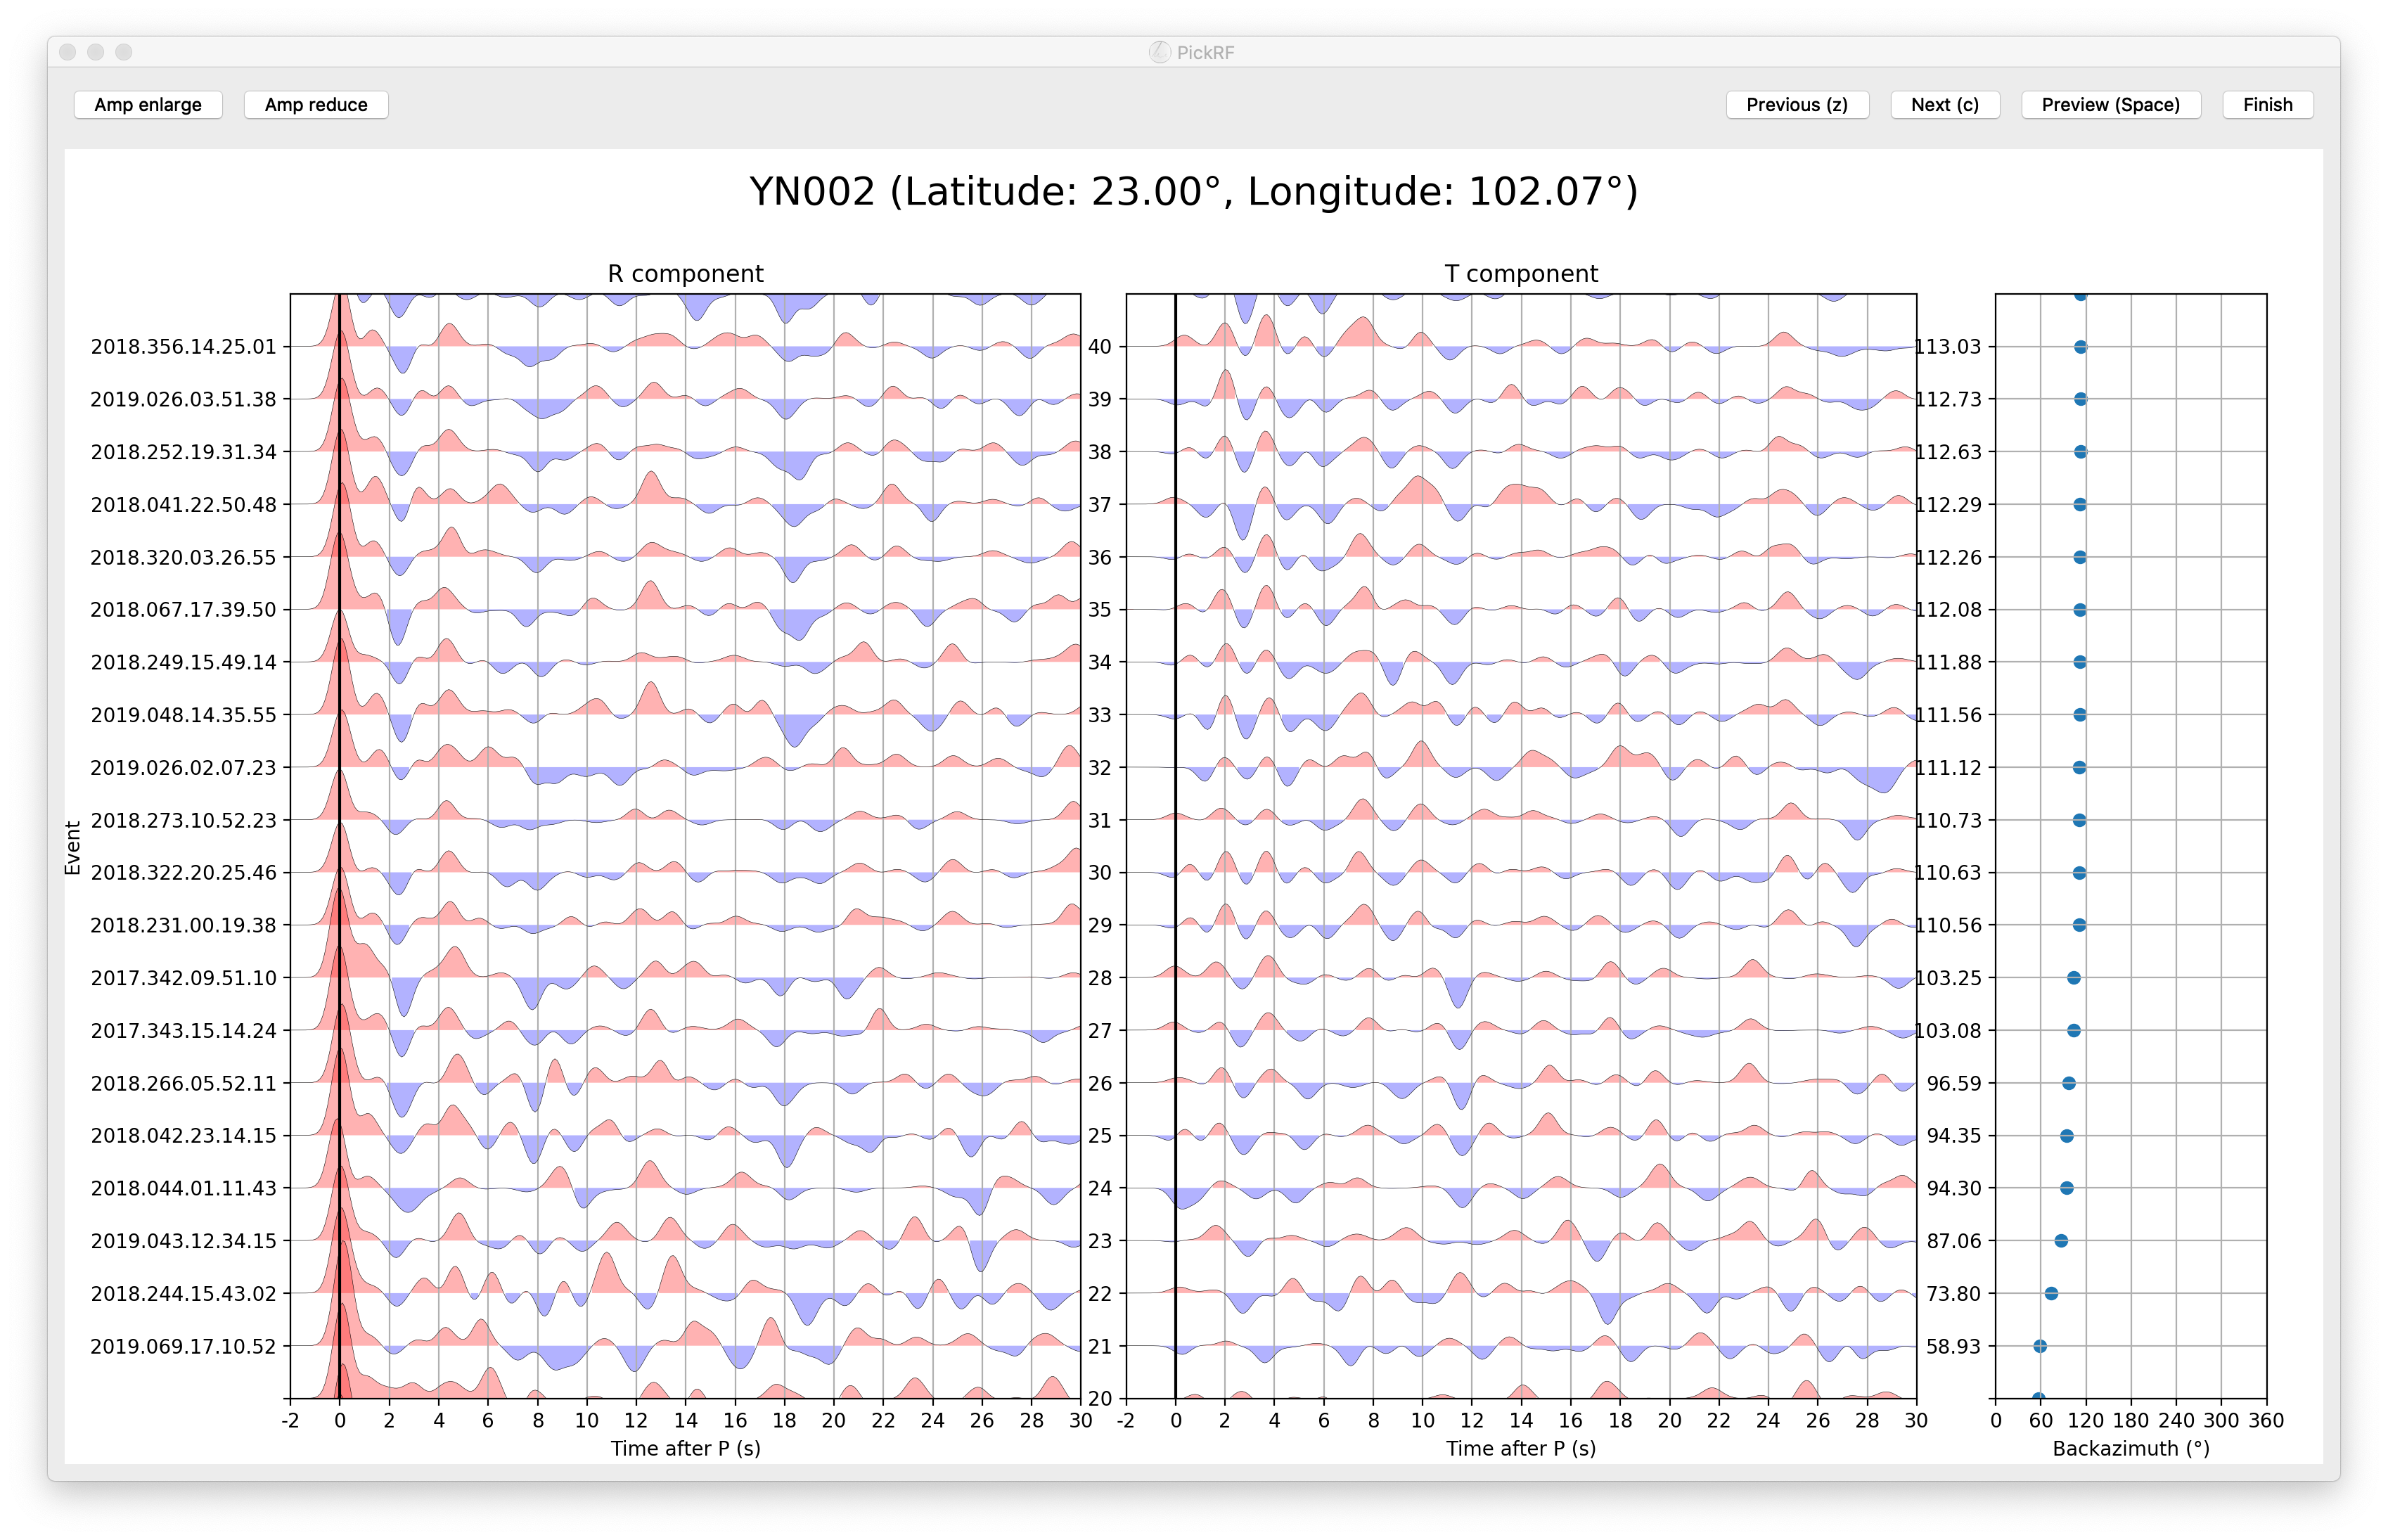 PickRF
Amp enlarge Amp reduce Previous (z) Next (c) Preview (Space) Finish
YN002 (Latitude: 23.00°, Longitude: 102.07°)
R component T component
2018.356.14.25.01 40 113.03
2019.026.03.51.38 39 112.73
2018.252.19.31.34 38 112.63
2018.041.22.50.48 37 112.29
2018.320.03.26.55 36 112.26
2018.067.17.39.50 35 112.08
2018.249.15.49.14 34 111.88
2019.048.14.35.55 33 111.56
2019.026.02.07.23 32 111.12
2018.273.10.52.23 31 110.73
Event
2018.322.20.25.46 30 110.63
2018.231.00.19.38 29 110.56
2017.342.09.51.10 28 103.25
2017.343.15.14.24 27 103.08
2018.266.05.52.11 26 96.59
2018.042.23.14.15 25 94.35
2018.044.01.11.43 24 94.30
2019.043.12.34.15 23 87.06
2018.244.15.43.02 22 73.80
2019.069.17.10.52 21 58.93
20
-2 0 2 4 6 8 10 12 14 16 18 20 22 24 26 28 30 -2 0 2 4 6 8 10 12 14 16 18 20 22 24 26 28 30 0 60 120 180 240 300 360
Time after P (s) Time after P (s) Backazimuth (°)